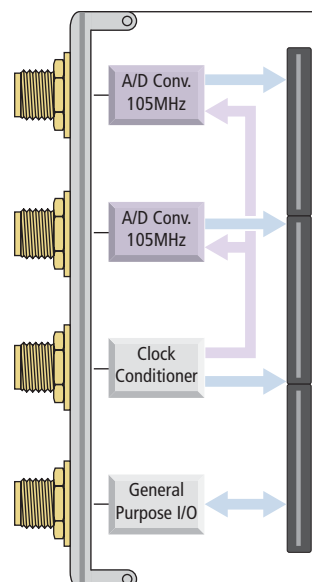 A/D Conv.
105MHz
A/D Conv.
105MHz
Clock
Conditioner
General
Purpose I/O